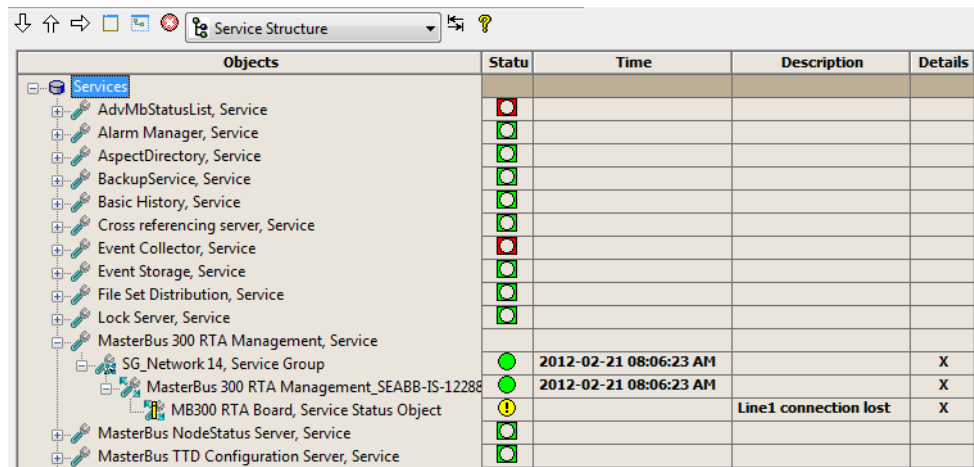 Service Structure
Objects Statu Time Description Details
Services
AdvMbStatusList, Service
Alarm Manager, Service
AspectDirectory, Service
BackupService, Service
Basic History, Service
Cross referencing server, Service
Event Collector, Service
Event Storage, Service
File Set Distribution, Service
Lock Server, Service
MasterBus 300 RTA Management, Service
SG_Network 14, Service Group 2012-02-21 08:06:23 AM X
MasterBus 300 RTA Management_SEABB-IS-12288 2012-02-21 08:06:23 AM X
MB300 RTA Board, Service Status Object Line1 connection lost X
MasterBus NodeStatus Server, Service
MasterBus TTD Configuration Server, Service